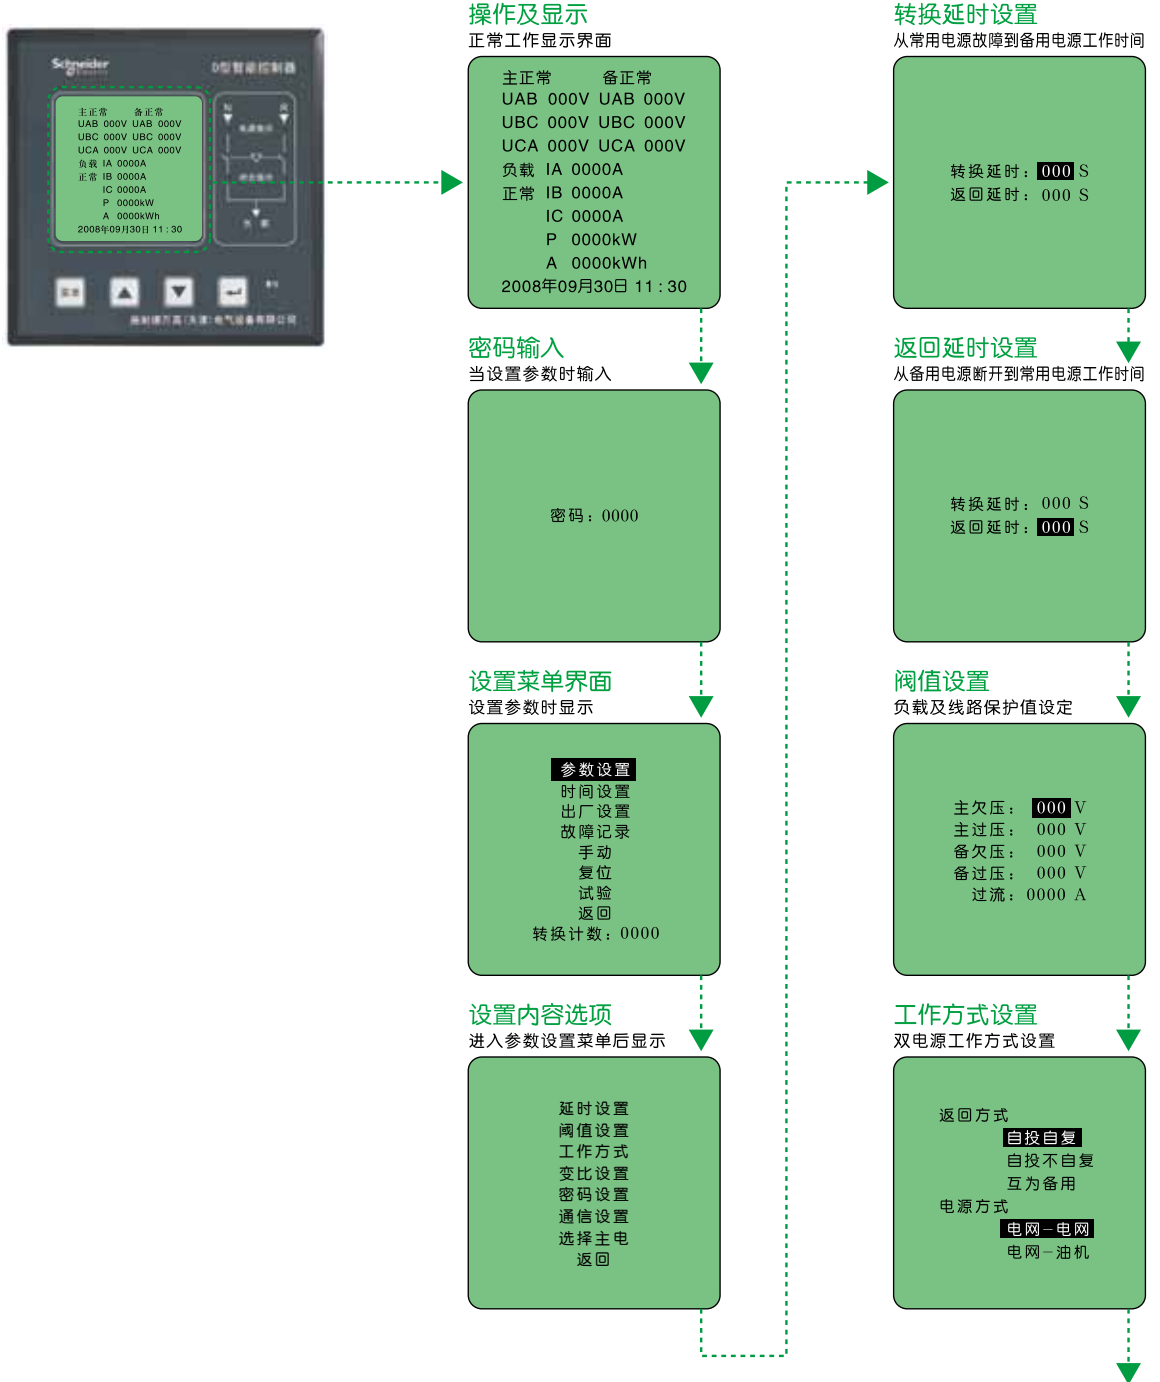 Schneider
Electric
D型智能控制器
主正常 备正常
UAB 000V UAB 000V
UBC 000V UBC 000V
UCA 000V UCA 000V
负载 IA 0000A
正常 IB 0000A
IC 0000A
P 0000kW
A 0000kWh
2008年09月30日 11 : 30
操作及显示
正常工作显示界面
主正常 备正常
UAB 000V UAB 000V
UBC 000V UBC 000V
UCA 000V UCA 000V
负载 IA 0000A
正常 IB 0000A
IC 0000A
P 0000kW
A 0000kWh
2008年09月30日 11 : 30
密码输入
当设置参数时输入
密码：0000
设置菜单界面
设置参数时显示
参数设置
时间设置
出厂设置
故障记录
手动
复位
试验
返回
转换计数：0000
设置内容选项
进入参数设置菜单后显示
延时设置
阈值设置
工作方式
变比设置
密码设置
通信设置
选择主电
返回
转换延时设置
从常用电源故障到备用电源工作时间
转换延时：000 S
返回延时：000 S
返回延时设置
从备用电源断开到常用电源工作时间
转换延时：000 S
返回延时：000 S
阀值设置
负载及线路保护值设定
主欠压： 000 V
主过压： 000 V
备欠压： 000 V
备过压： 000 V
过流：0000 A
工作方式设置
双电源工作方式设置
返回方式
自投自复
自投不自复
互为备用
电源方式
电网－电网
电网－油机